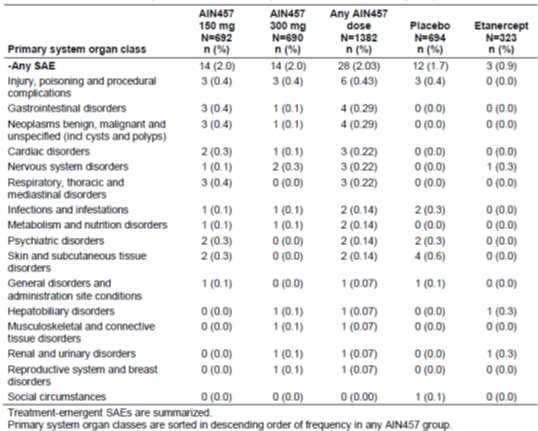 AIN457 AIN457 Any AIN457
150 mg 300 mg dose Placebo Etanercept
N=692 N=690 N=1382 N=694 N=323
Primary system organ class n (%) n (%) n (%) n (%) n (%)
-Any SAE 14 (2.0) 14 (2.0) 28 (2.03) 12 (1.7) 3 (0.9)
Injury, poisoning and procedural 3 (0.4) 3 (0.4) 6 (0.43) 3 (0.4) 0 (0.0)
complications
Gastrointestinal disorders 3 (0.4) 1 (0.1) 4 (0.29) 0 (0.0) 0 (0.0)
Neoplasms benign, malignant and 3 (0.4) 1 (0.1) 4 (0.29) 0 (0.0) 0 (0.0)
unspecified (incl cysts and polyps)
Cardiac disorders 2 (0.3) 1 (0.1) 3 (0.22) 0 (0.0) 0 (0.0)
Nervous system disorders 1 (0.1) 2 (0.3) 3 (0.22) 0 (0.0) 1 (0.3)
Respiratory, thoracic and 3 (0.4) 0 (0.0) 3 (0.22) 0 (0.0) 0 (0.0)
mediastinal disorders
Infections and infestations 1 (0.1) 1 (0.1) 2 (0.14) 2 (0.3) 0 (0.0)
Metabolism and nutrition disorders 1 (0.1) 1 (0.1) 2 (0.14) 0 (0.0) 0 (0.0)
Psychiatric disorders 2 (0.3) 0 (0.0) 2 (0.14) 2 (0.3) 0 (0.0)
Skin and subcutaneous tissue 2 (0.3) 0 (0.0) 2 (0.14) 4 (0.6) 0 (0.0)
disorders
General disorders and 1 (0.1) 0 (0.0) 1 (0.07) 1 (0.1) 0 (0.0)
administration site conditions
Hepatobiliary disorders 0 (0.0) 1 (0.1) 1 (0.07) 0 (0.0) 1 (0.3)
Musculoskeletal and connective 0 (0.0) 1 (0.1) 1 (0.07) 0 (0.0) 0 (0.0)
tissue disorders
Renal and urinary disorders 0 (0.0) 1 (0.1) 1 (0.07) 0 (0.0) 1 (0.3)
Reproductive system and breast 0 (0.0) 1 (0.1) 1 (0.07) 0 (0.0) 0 (0.0)
disorders
Social circumstances 0 (0.0) 0 (0.0) 0 (0.00) 1 (0.1) 0 (0.0)
Treatment-emergent SAEs are summarized.
Primary system organ classes are sorted in descending order of frequency in any AIN457 group.